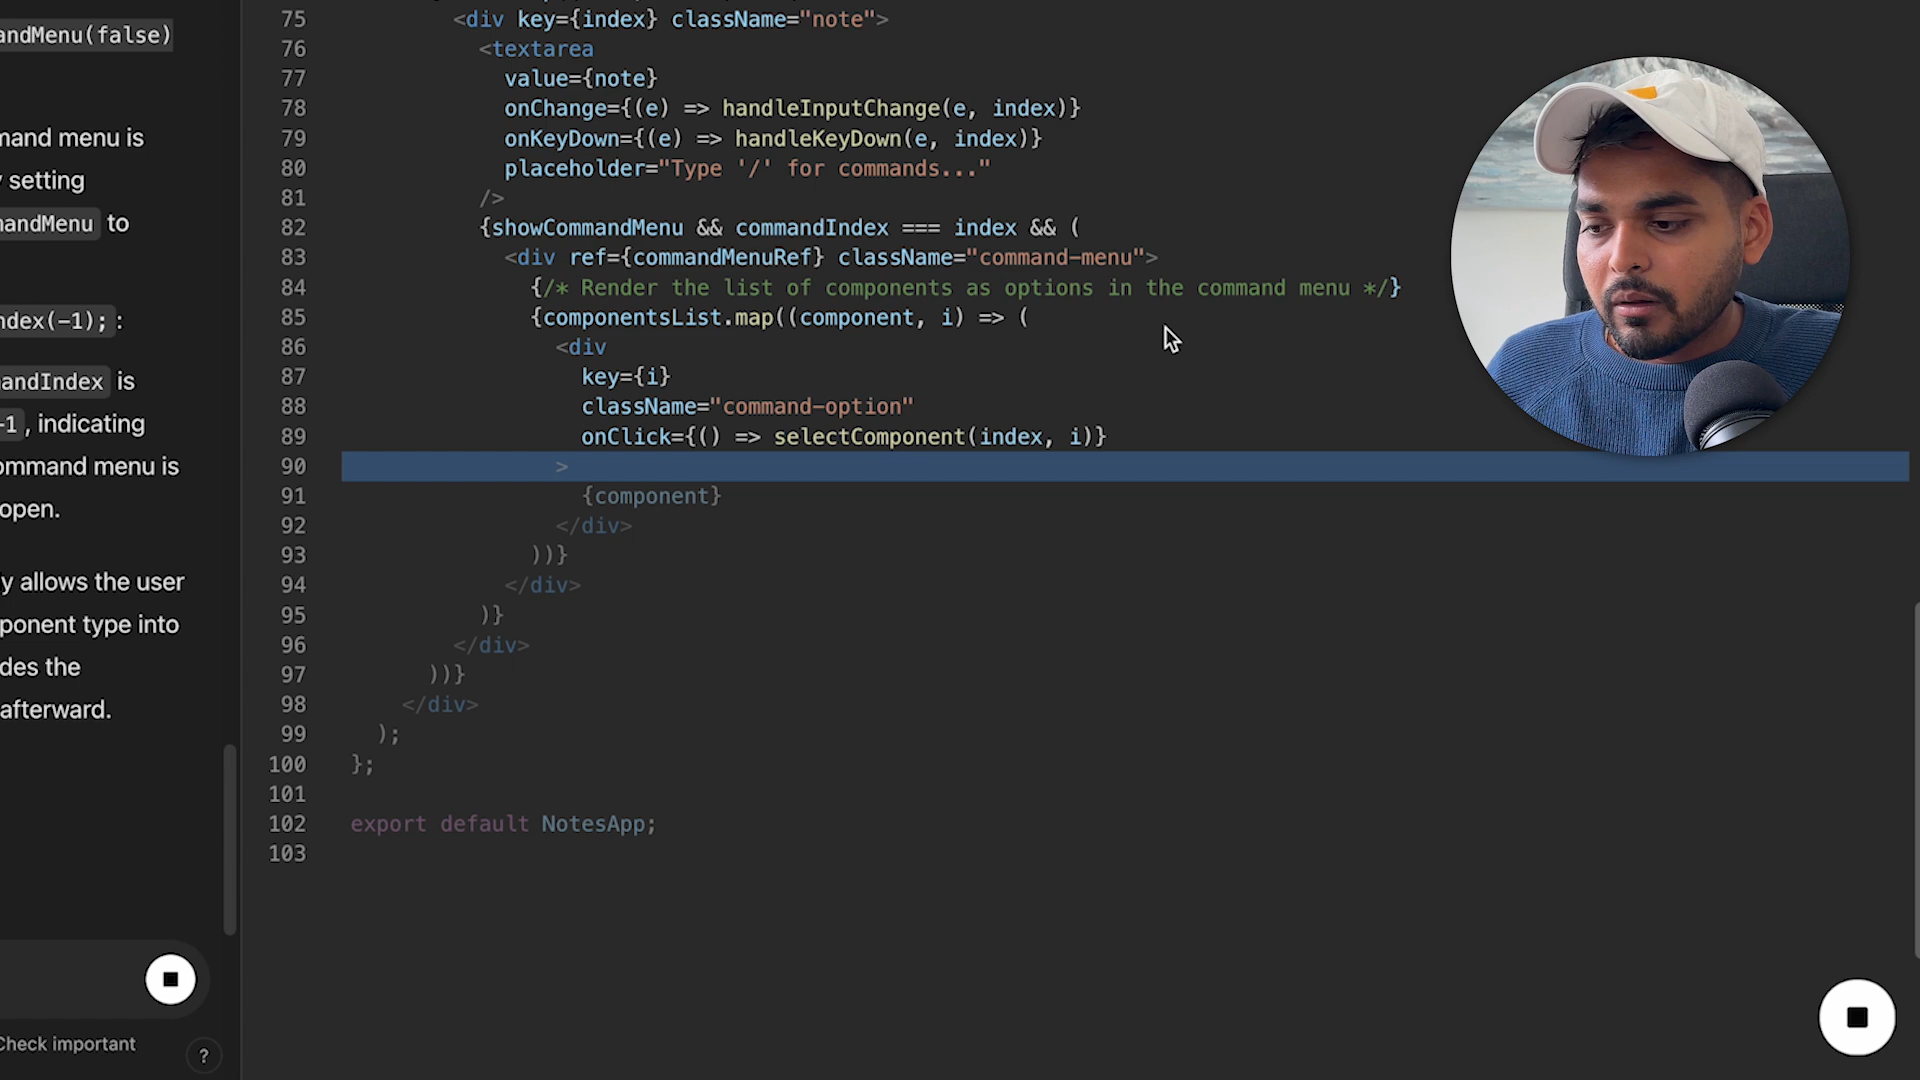 andMenu(false)
mand menu is
y setting
mandMenu to
ndex(-1); :
andIndex is
-1, indicating
ommand menu is
open.
y allows the user
ponent type into
des the
afterward.
Check important
?
75 <div key={index} className="note">
76 <textarea
77 value={note}
78 onChange={(e) => handleInputChange(e, index)}
79 onKeyDown={(e) => handleKeyDown(e, index)}
80 placeholder="Type '/' for commands..."
81 />
82 {showCommandMenu && commandIndex === index && (
83 <div ref={commandMenuRef} className="command-menu">
84 {/* Render the list of components as options in the command menu */}
85 {componentsList.map((component, i) => (
86 <div
87 key={i}
88 className="command-option"
89 onClick={() => selectComponent(index, i)}
90 >
91 {component}
92 </div>
93 ))}
94 </div>
95 )}
96 </div>
97 ))}
98 </div>
99 );
100 };
101
102 export default NotesApp;
103